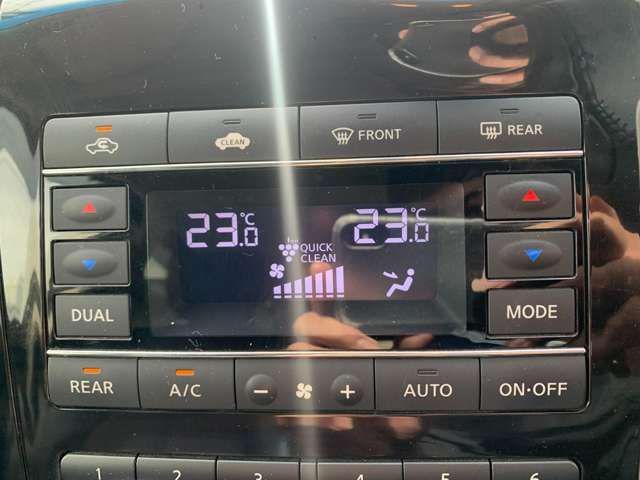 CLEAN
FRONT
REAR
23.0°C
23.0°C
QUICK
CLEAN
DUAL
MODE
REAR
A/C
−
+
AUTO
ON·OFF
1 2 3 4 5 6